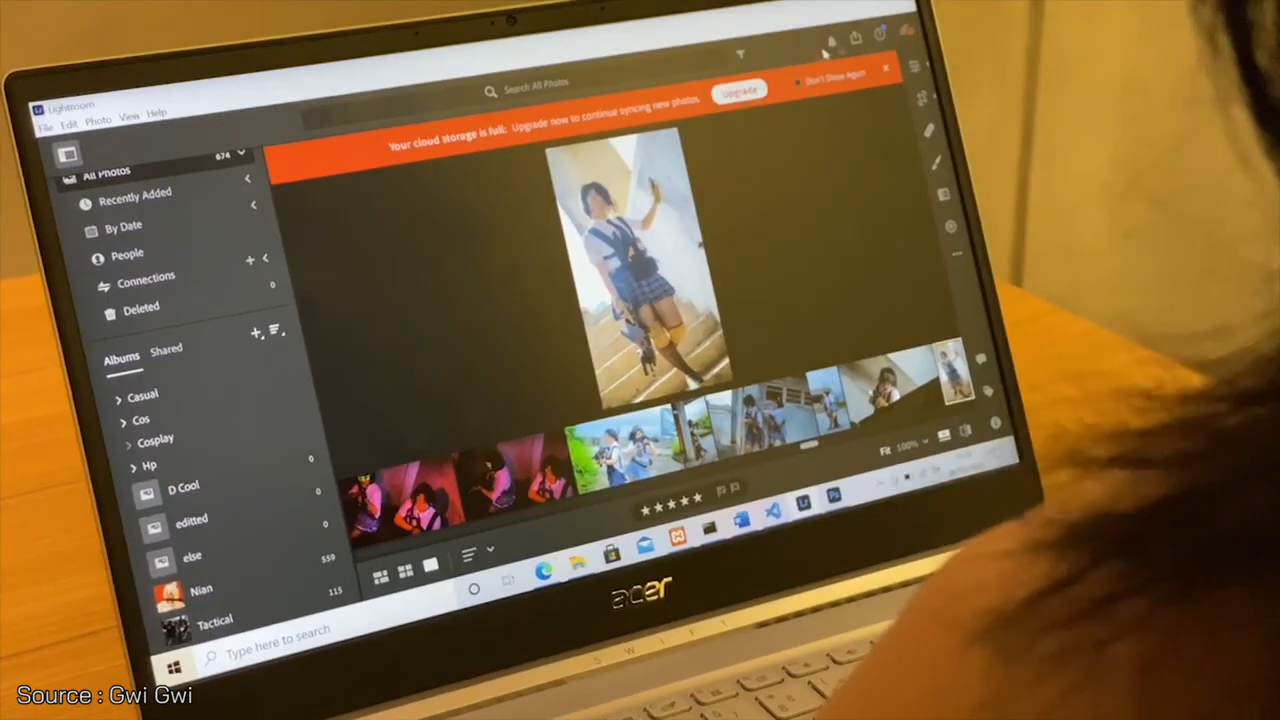 Lightroom
File Edit Photo View Help
Search All Photos
Your cloud storage is full: Upgrade now to continue syncing new photos. Upgrade Don't Show Again
All Photos 674
Recently Added
By Date
People
Connections
0
Deleted
Albums Shared
Casual
Cos
Cosplay
Hp 0
D Cool 0
editted 0
else 559
Nian 115
Tactical
Fit 100%
Type here to search
acer
SWIFT
Source : Gwi Gwi